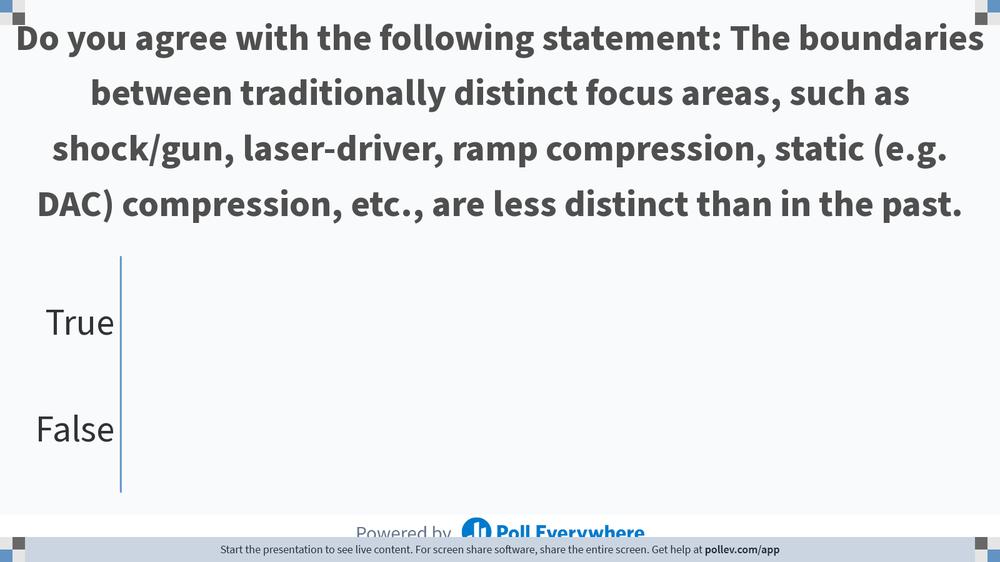 Do you agree with the following statement: The boundaries
between traditionally distinct focus areas, such as
shock/gun, laser-driver, ramp compression, static (e.g.
DAC) compression, etc., are less distinct than in the past.
True
False
Powered by Poll Everywhere
Start the presentation to see live content. For screen share software, share the entire screen. Get help at pollev.com/app